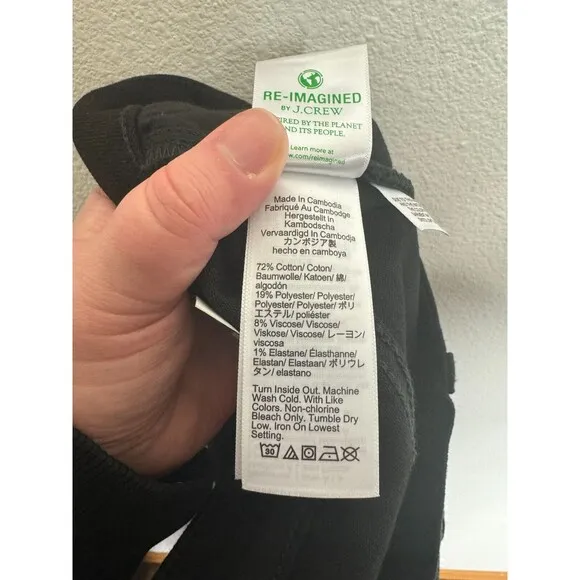 RE-IMAGINED
BY J.CREW
IRED BY THE PLANET
ND ITS PEOPLE.
Learn more at
w.com/reimagined
Made In Cambodia
Fabriqué Au Cambodge
Hergestellt in
Kambodscha
Vervaardigd In Cambodja
カンボジア製
hecho en camboya
72% Cotton/ Coton/
Baumwolle/ Katoen/ 綿/
algodón
19% Polyester/ Polyester/
Polyester/ Polyester/ ポリ
エステル/ poliéster
8% Viscose/ Viscose/
Viskose/ Viscose/ レーヨン/
viscosa
1% Elastane/ Élasthanne/
Elastan/ Elastaan/ ポリウレ
タン/ elastano
Turn Inside Out. Machine
Wash Cold. With Like
Colors. Non-chlorine
Bleach Only. Tumble Dry
Low. Iron On Lowest
Setting.
30